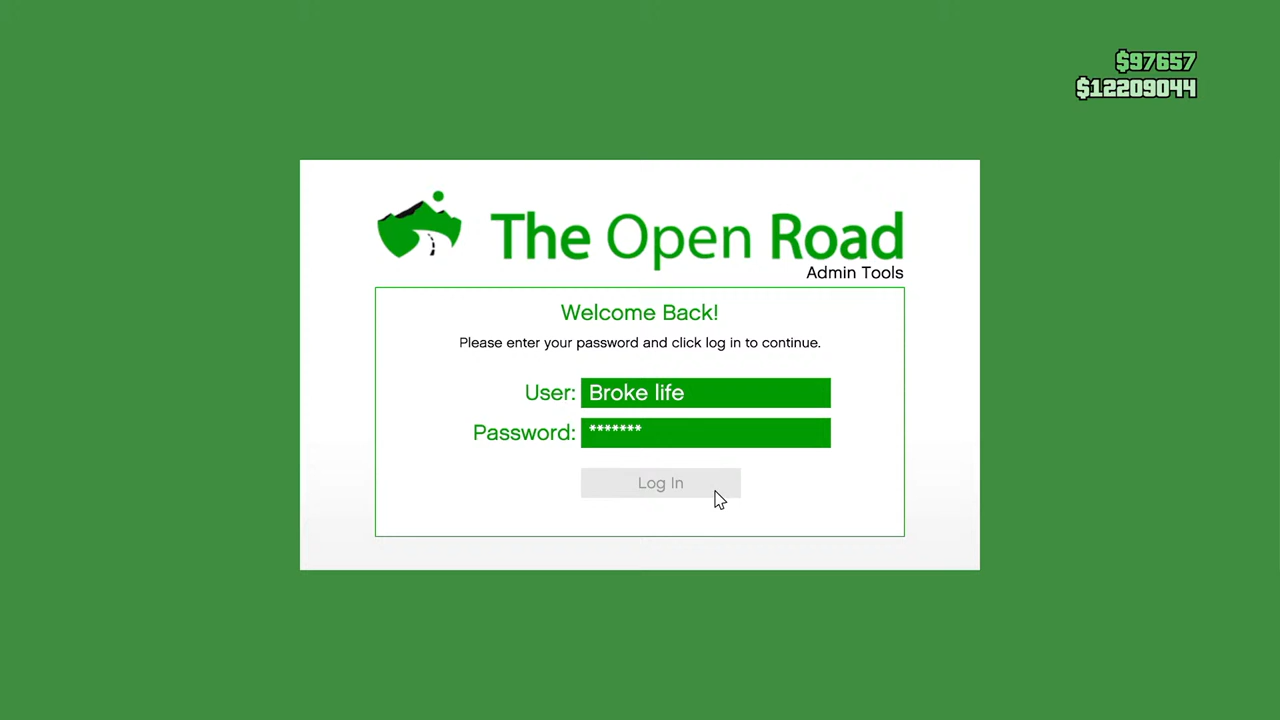 $97657
$12209044
The Open Road
Admin Tools
Welcome Back!
Please enter your password and click log in to continue.
User: Broke life
Password: *******
Log In